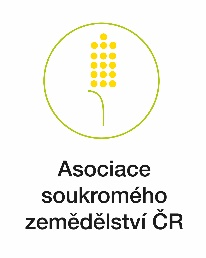 Asociace
soukromého
zemědělství ČR